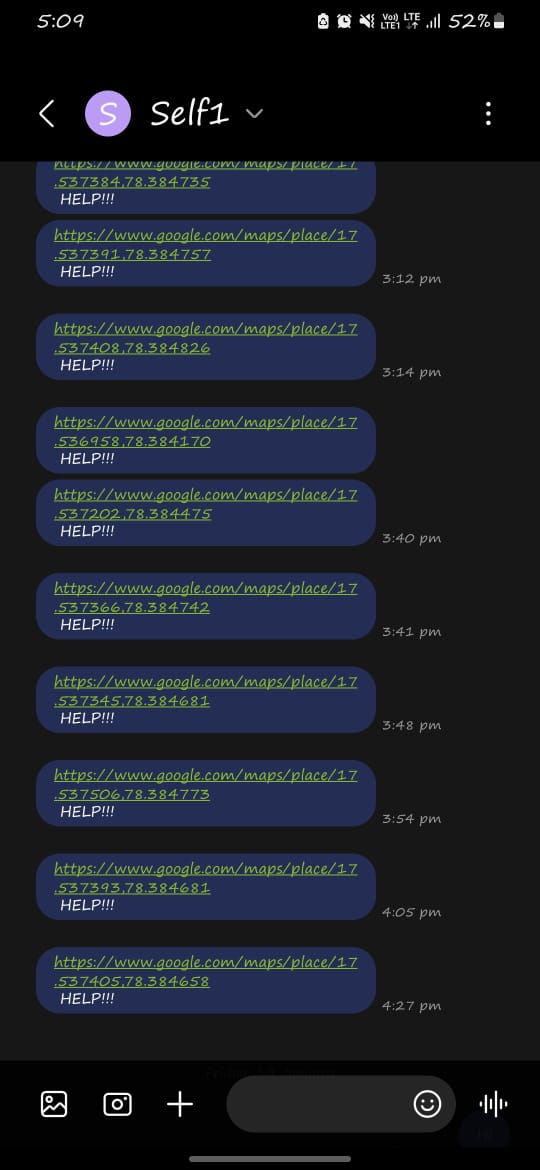 5:09
Vo)) LTE
LTE1
52%
S
Self1
https://www.google.com/maps/place/17
.537384,78.384735
HELP!!!
https://www.google.com/maps/place/17
.537391,78.384757
HELP!!!
3:12 pm
https://www.google.com/maps/place/17
.537408,78.384826
HELP!!!
3:14 pm
https://www.google.com/maps/place/17
.536958,78.384170
HELP!!!
https://www.google.com/maps/place/17
.537202,78.384475
HELP!!!
3:40 pm
https://www.google.com/maps/place/17
.537366,78.384742
HELP!!!
3:41 pm
https://www.google.com/maps/place/17
.537345,78.384681
HELP!!!
3:48 pm
https://www.google.com/maps/place/17
.537506,78.384773
HELP!!!
3:54 pm
https://www.google.com/maps/place/17
.537393,78.384681
HELP!!!
4:05 pm
https://www.google.com/maps/place/17
.537405,78.384658
HELP!!!
4:27 pm